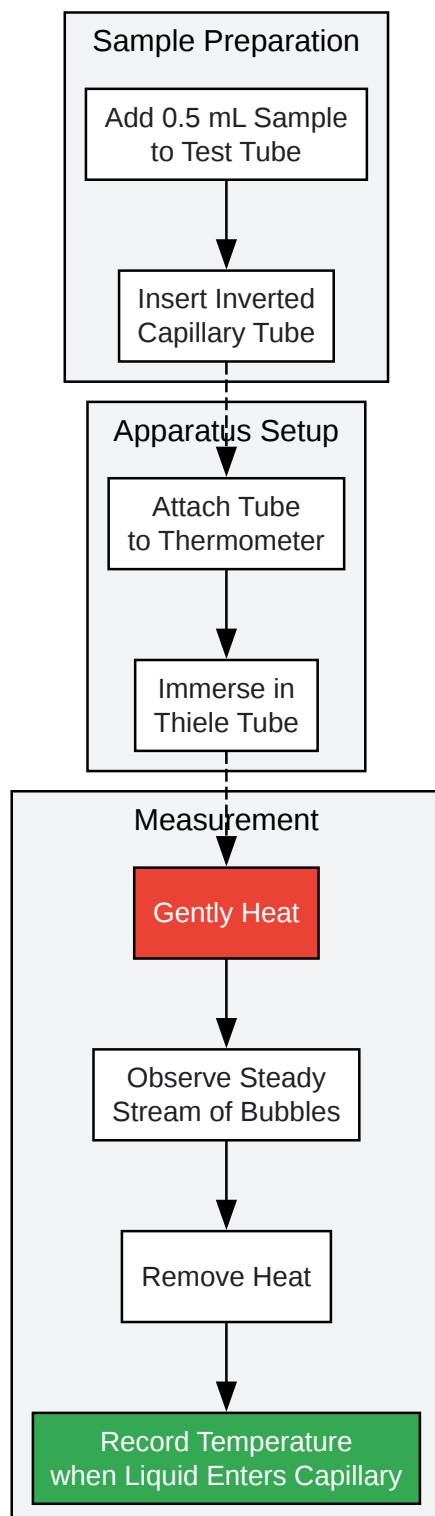 Sample Preparation
Add 0.5 mL Sample
to Test Tube
Insert Inverted
Capillary Tube
Apparatus Setup
Attach Tube
to Thermometer
Immerse in
Thiele Tube
Measurement
Gently Heat
Observe Steady
Stream of Bubbles
Remove Heat
Record Temperature
when Liquid Enters Capillary